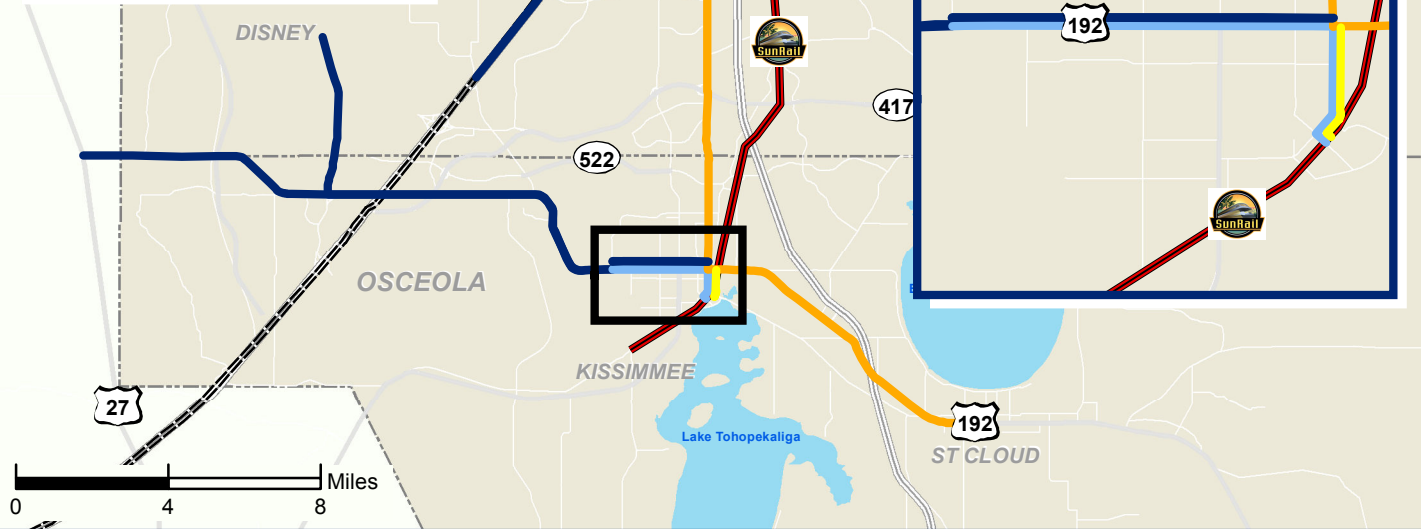 DISNEY
SunRail
192
417
522
SunRail
OSCEOLA
KISSIMMEE
27
192
Lake Tohopekaliga
ST CLOUD
Miles
0 4 8